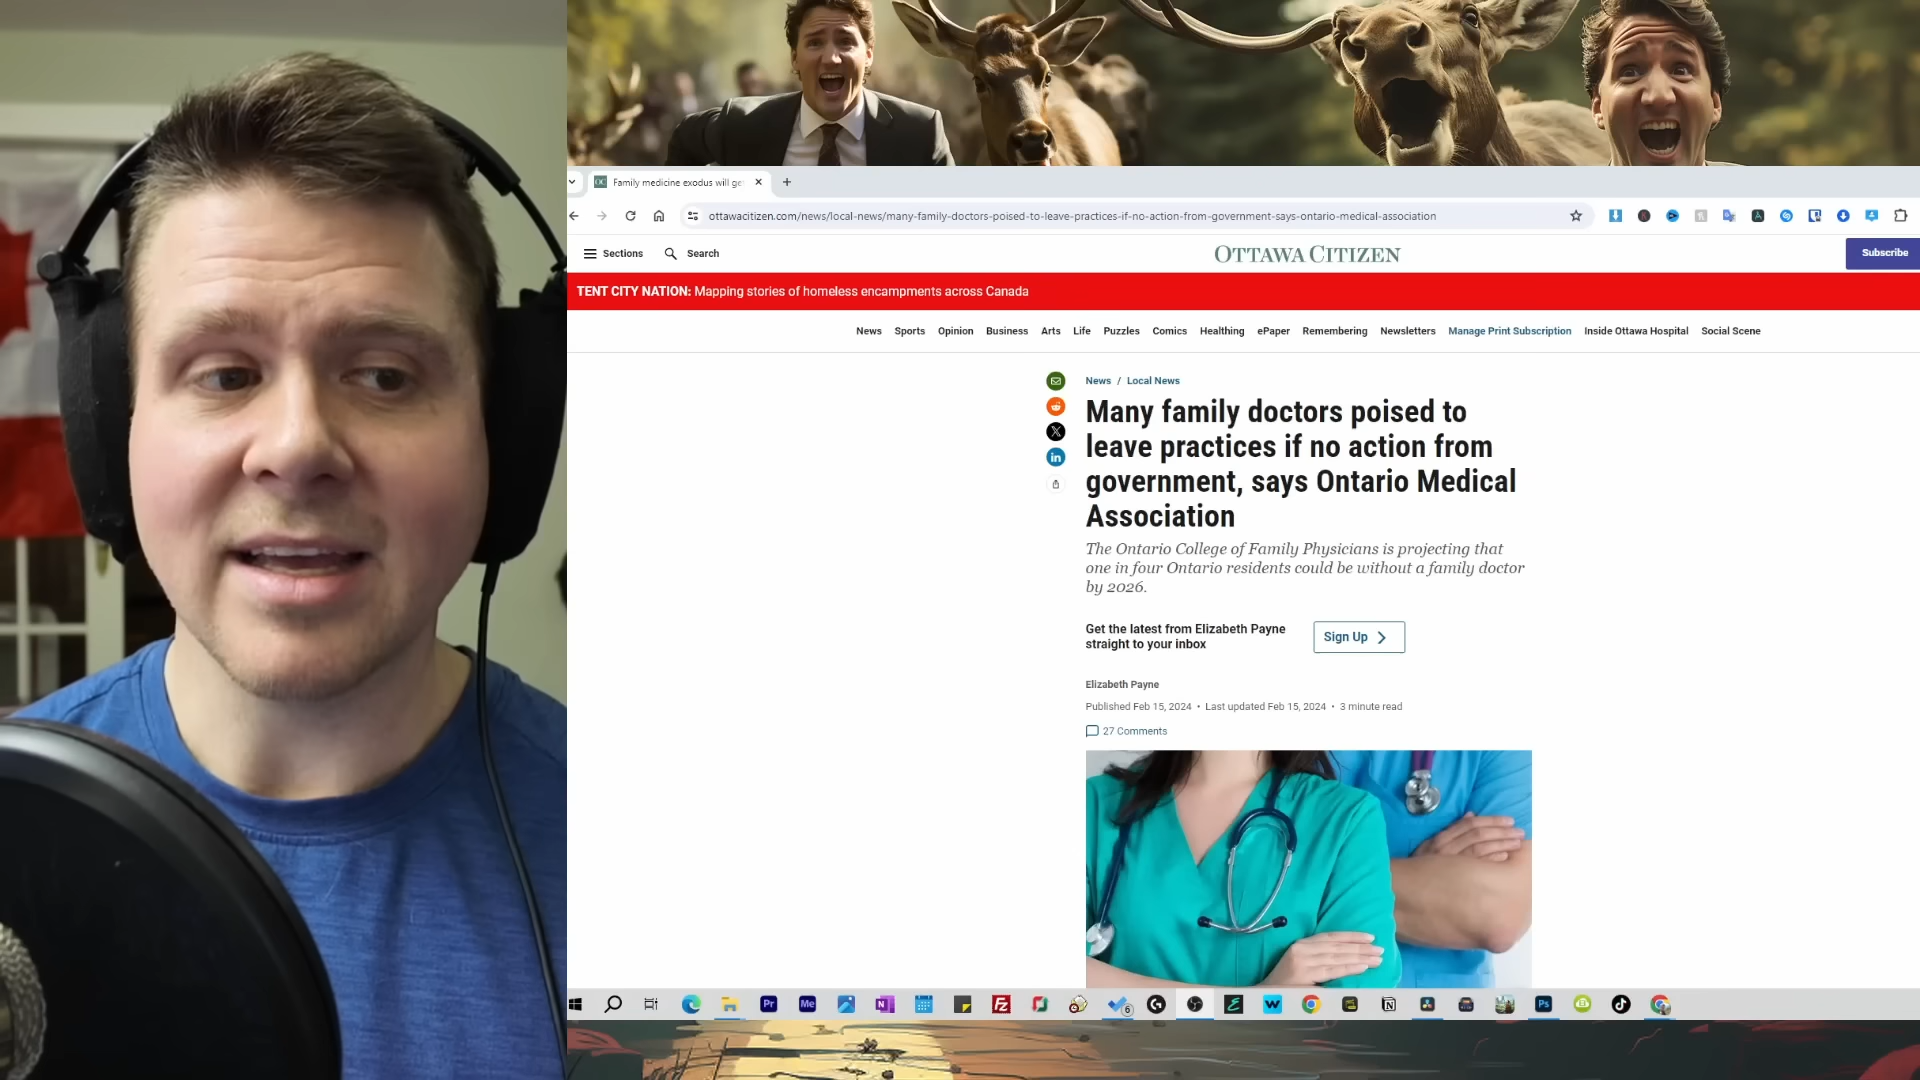 Family medicine exodus will ge
ottawacitizen.com/news/local-news/many-family-doctors-poised-to-leave-practices-if-no-action-from-government-says-ontario-medical-association
Sections
Search
OTTAWA CITIZEN
Subscribe
TENT CITY NATION: Mapping stories of homeless encampments across Canada
News Sports Opinion Business Arts Life Puzzles Comics Healthing ePaper Remembering Newsletters Manage Print Subscription Inside Ottawa Hospital Social Scene
News / Local News
Many family doctors poised to
leave practices if no action from
government, says Ontario Medical
Association
The Ontario College of Family Physicians is projecting that
one in four Ontario residents could be without a family doctor
by 2026.
Get the latest from Elizabeth Payne
straight to your inbox
Sign Up
Elizabeth Payne
Published Feb 15, 2024 • Last updated Feb 15, 2024 • 3 minute read
27 Comments
Pr
Me
N
FZ
6
W
N
Ps